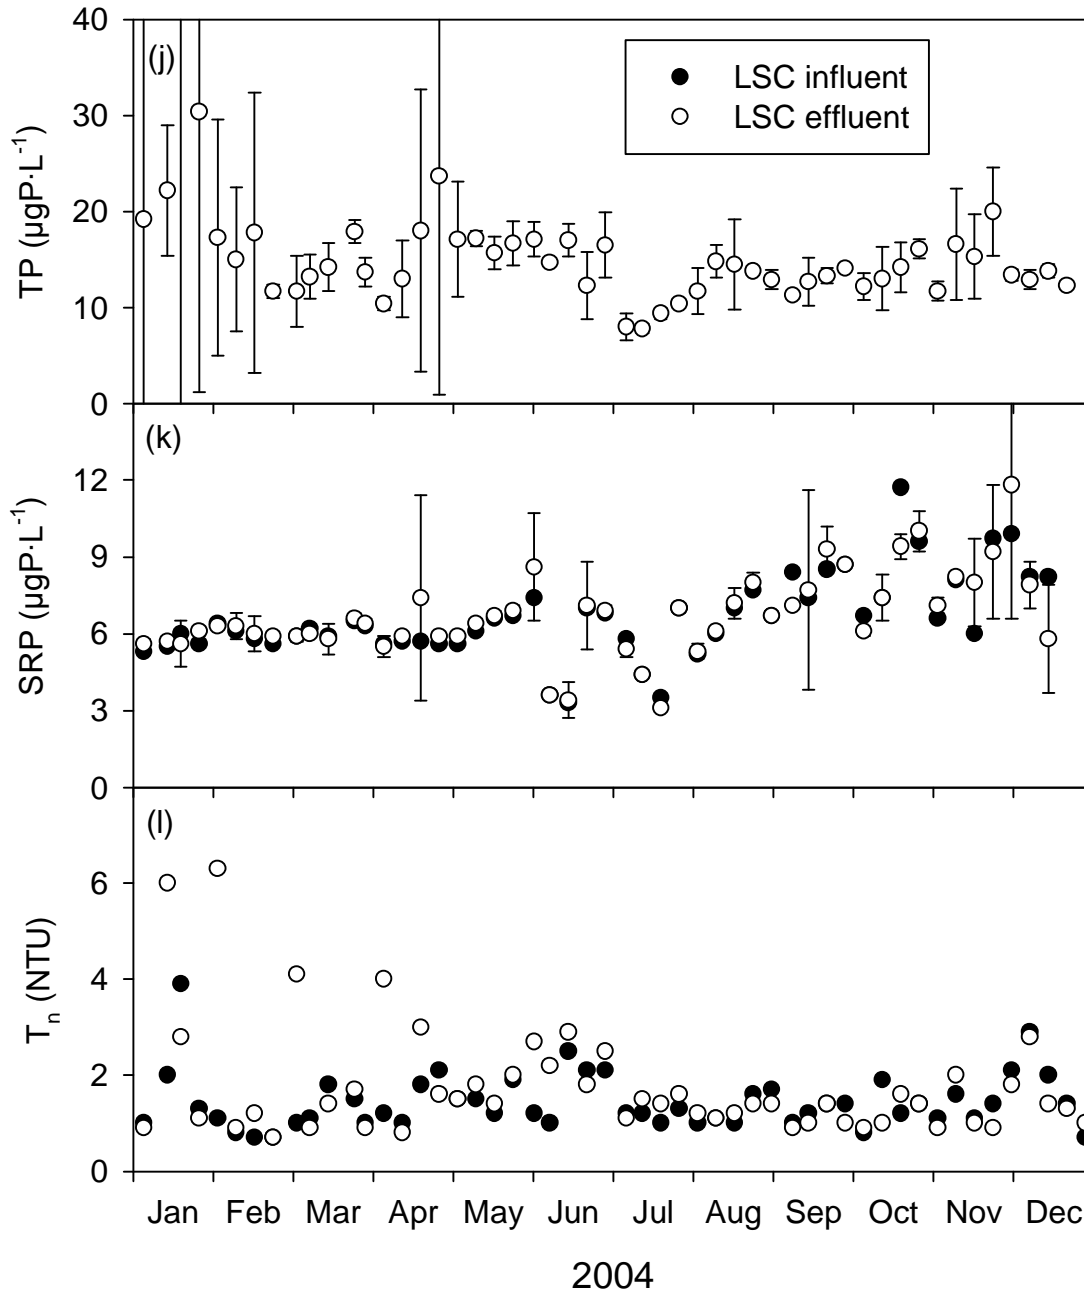 40
30
20
10
0
TP (µgP·L⁻¹)
(j)
LSC influent
LSC effluent
12
9
6
3
0
SRP (µgP·L⁻¹)
(k)
6
4
2
0
Tₙ (NTU)
(l)
Jan Feb Mar Apr May Jun Jul Aug Sep Oct Nov Dec
2004